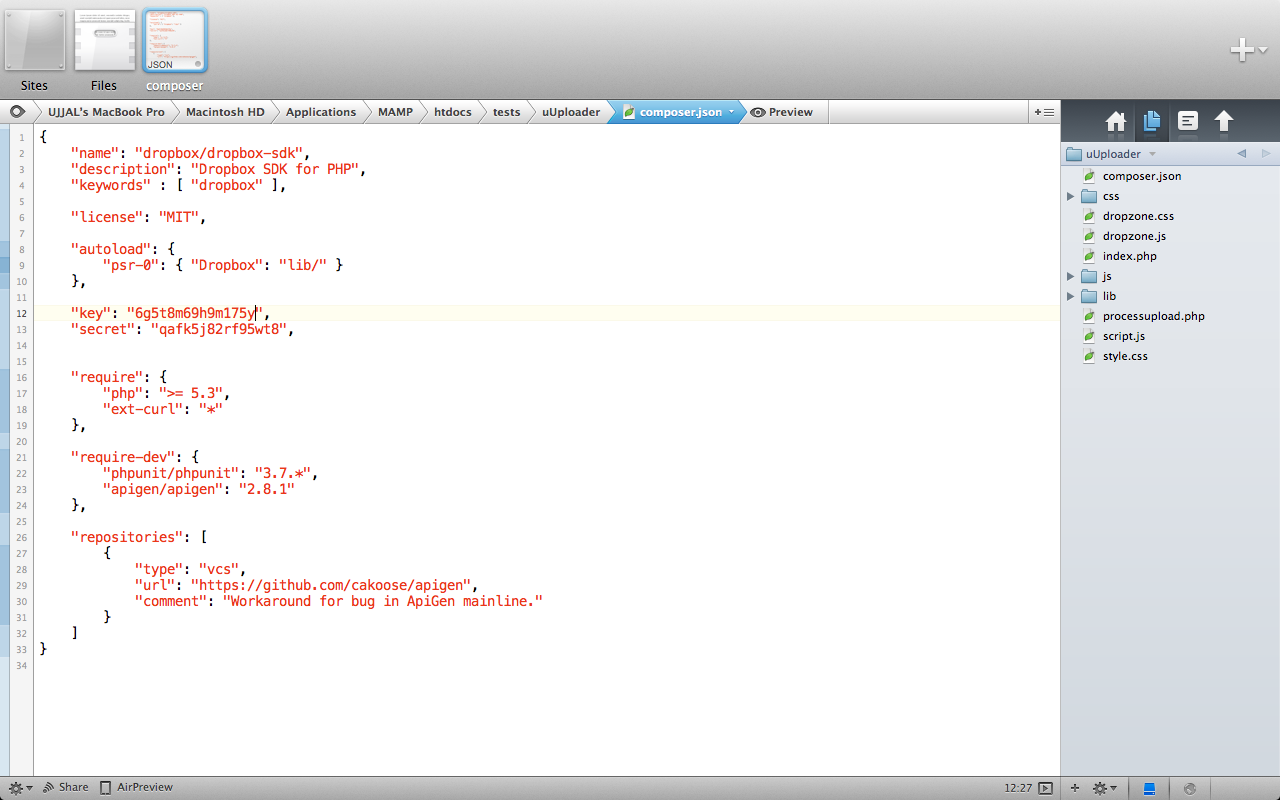 JSON
Sites
Files
composer
UJJAL's MacBook Pro
Macintosh HD
Applications
MAMP
htdocs
tests
uUploader
composer.json
Preview
1 {
2 "name": "dropbox/dropbox-sdk",
3 "description": "Dropbox SDK for PHP",
4 "keywords" : [ "dropbox" ],
5
6 "license": "MIT",
7
8 "autoload": {
9 "psr-0": { "Dropbox": "lib/" }
10 },
11
12 "key": "6g5t8m69h9m175y",
13 "secret": "qafk5j82rf95wt8",
14
15
16 "require": {
17 "php": ">= 5.3",
18 "ext-curl": "*"
19 },
20
21 "require-dev": {
22 "phpunit/phpunit": "3.7.*",
23 "apigen/apigen": "2.8.1"
24 },
25
26 "repositories": [
27 {
28 "type": "vcs",
29 "url": "https://github.com/cakoose/apigen",
30 "comment": "Workaround for bug in ApiGen mainline."
31 }
32 ]
33 }
34
uUploader
composer.json
css
dropzone.css
dropzone.js
index.php
js
lib
processupload.php
script.js
style.css
Share
AirPreview
12:27